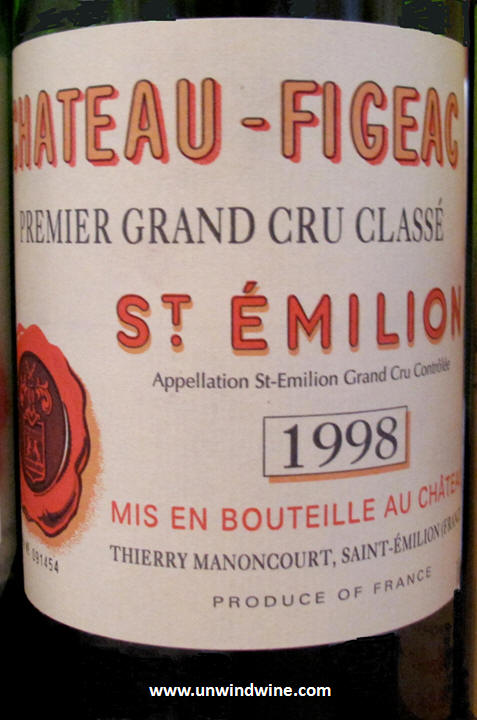 CHATEAU - FIGEAC
PREMIER GRAND CRU CLASSÉ
ST ÉMILION
Appellation St-Emilion Grand Cru Contrôlée
1998
MIS EN BOUTEILLE AU
THIERRY MANONCOURT, SAINT-ÉMILION
PRODUCE OF FRANCE
091454
www.unwindwine.com